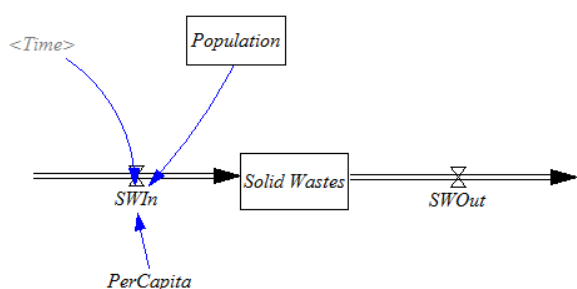 Population
<Time>
Solid Wastes
SWIn
SWOut
PerCapita